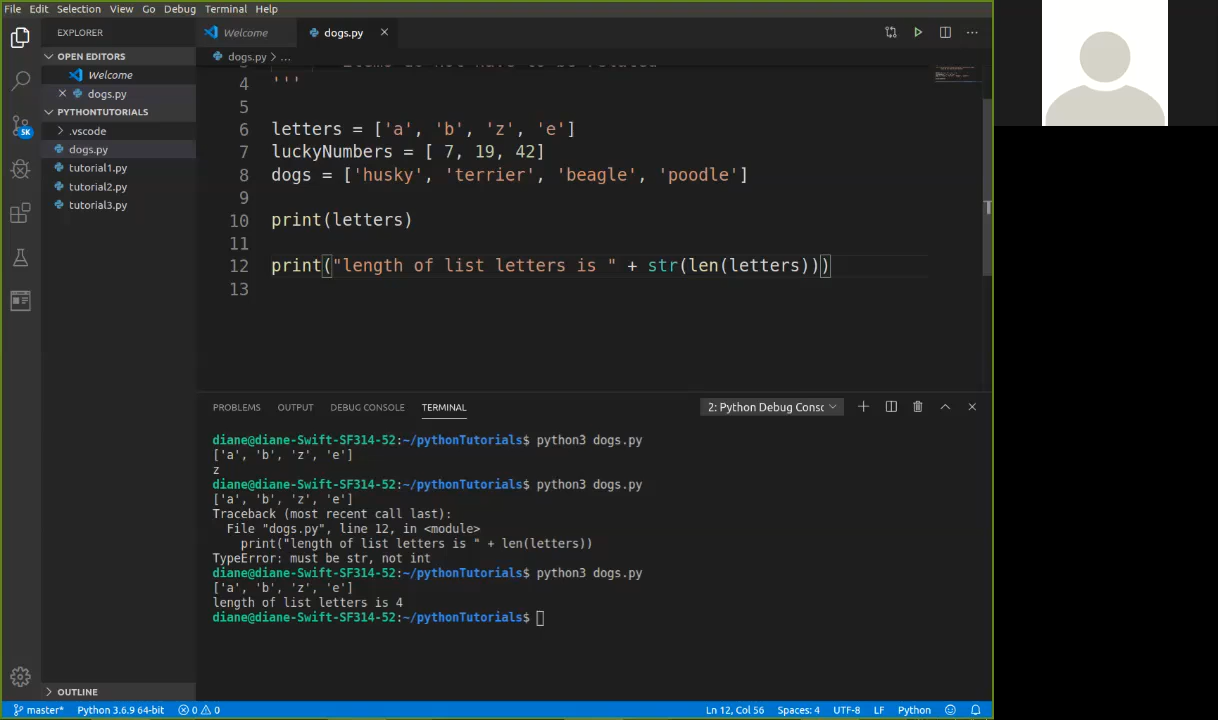 File Edit Selection View Go Debug Terminal Help
EXPLORER
OPEN EDITORS
Welcome
dogs.py
PYTHONTUTORIALS
.vscode
dogs.py
tutorial1.py
tutorial2.py
tutorial3.py
OUTLINE
5K
Welcome dogs.py
dogs.py > ...
4 '''
5
6 letters = ['a', 'b', 'z', 'e']
7 luckyNumbers = [ 7, 19, 42]
8 dogs = ['husky', 'terrier', 'beagle', 'poodle']
9
10 print(letters)
11
12 print("length of list letters is " + str(len(letters)))
13
PROBLEMS OUTPUT DEBUG CONSOLE TERMINAL 2: Python Debug Consc
diane@diane-Swift-SF314-52:~/pythonTutorials$ python3 dogs.py
['a', 'b', 'z', 'e']
z
diane@diane-Swift-SF314-52:~/pythonTutorials$ python3 dogs.py
['a', 'b', 'z', 'e']
Traceback (most recent call last):
File "dogs.py", line 12, in <module>
print("length of list letters is " + len(letters))
TypeError: must be str, not int
diane@diane-Swift-SF314-52:~/pythonTutorials$ python3 dogs.py
['a', 'b', 'z', 'e']
length of list letters is 4
diane@diane-Swift-SF314-52:~/pythonTutorials$
master* Python 3.6.9 64-bit 0 0 Ln 12, Col 56 Spaces: 4 UTF-8 LF Python